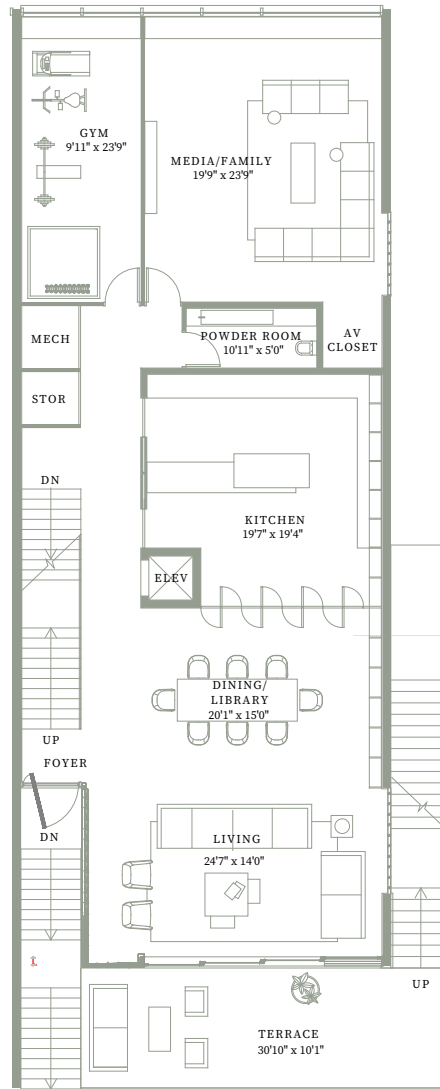 GYM
9'11" x 23'9"
MEDIA/FAMILY
19'9" x 23'9"
MECH
POWDER ROOM
10'11" x 5'0"
AV
CLOSET
STOR
DN
KITCHEN
19'7" x 19'4"
ELEV
DINING/
LIBRARY
20'1" x 15'0"
UP
FOYER
DN
LIVING
24'7" x 14'0"
UP
TERRACE
30'10" x 10'1"